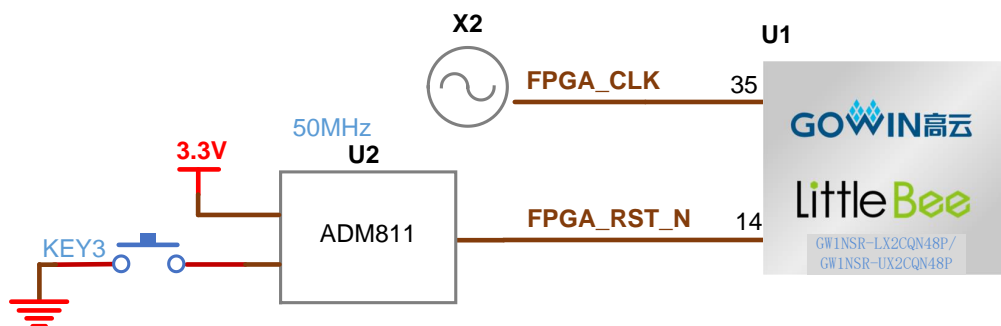 X2
U1
FPGA_CLK
35
GOWIN高云
50MHz
U2
3.3V
LittleBee
ADM811
FPGA_RST_N
14
KEY3
GW1NSR-LX2CQN48P/
GW1NSR-UX2CQN48P